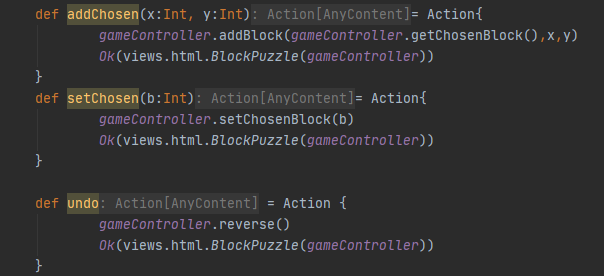 def addChosen(x:Int, y:Int): Action[AnyContent] = Action{
gameController.addBlock(gameController.getChosenBlock(),x,y)
Ok(views.html.BlockPuzzle(gameController))
}
def setChosen(b:Int): Action[AnyContent] = Action{
gameController.setChosenBlock(b)
Ok(views.html.BlockPuzzle(gameController))
}
def undo: Action[AnyContent] = Action {
gameController.reverse()
Ok(views.html.BlockPuzzle(gameController))
}